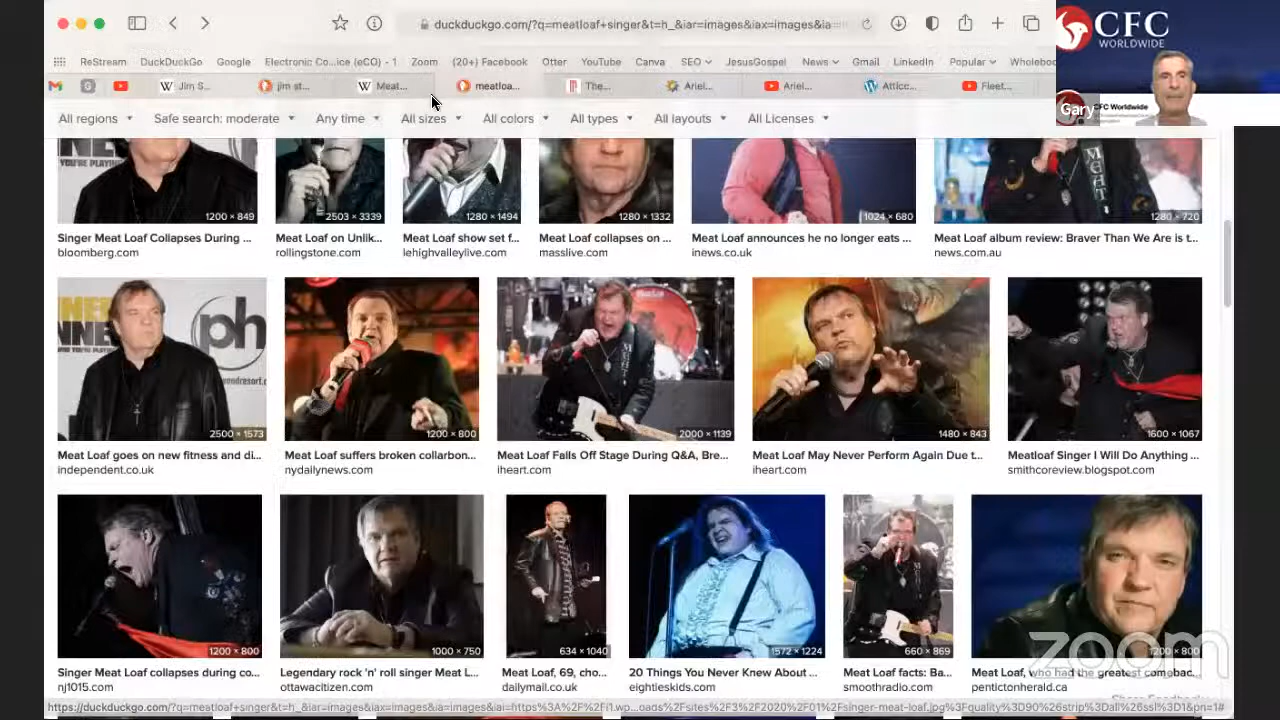 duckduckgo.com/?q=meatloaf+singer&t=h_&iar=images&iax=images&ia=
CFC
WORLDWIDE
ReStream DuckDuckGo Google Electronic Co...ice (eCO) - 1 Zoom (20+) Facebook Otter YouTube Canva SEO JesusGospel News Gmail LinkedIn Popular
Jim S... jim st... Meat... meatloa... The... Ariel... Ariel... Atticc... Fleet...
Gary
CFC Worldwide
All regions Safe search: moderate Any time All colors All types All layouts All Licenses
YOU'RE PLAYING
MEAT
1200 × 849 2503 × 3339 1280 × 1494 1280 × 1332 1024 × 680 1280 × 720
Singer Meat Loaf Collapses During ... Meat Loaf on Unlik... Meat Loaf show set f... Meat Loaf collapses on ... Meat Loaf announces he no longer eats ... Meat Loaf album review: Braver Than We Are is t...
bloomberg.com rollingstone.com lehighvalleylive.com masslive.com inews.co.uk news.com.au
ph
2500 × 1573 1200 × 800 2000 × 1139 1480 × 843 1600 × 1067
Meat Loaf goes on new fitness and di... Meat Loaf suffers broken collarbon... Meat Loaf Falls Off Stage During Q&A, Bre... Meat Loaf May Never Perform Again Due t... Meatloaf Singer I Will Do Anything ...
independent.co.uk nydailynews.com iheart.com iheart.com smithcoreview.blogspot.com
1200 × 800 1000 × 750 634 × 1040 1572 × 1224 660 × 869 1200 × 800
zoom
Singer Meat Loaf collapses during co... Legendary rock 'n' roll singer Meat L... Meat Loaf, 69, cho... 20 Things You Never Knew About ... Meat Loaf facts: Ba... Meat Loaf, who had the greatest comebac...
nj1015.com ottawacitizen.com dailymail.co.uk eightieskids.com smoothradio.com pentictonherald.ca
Share Feedback